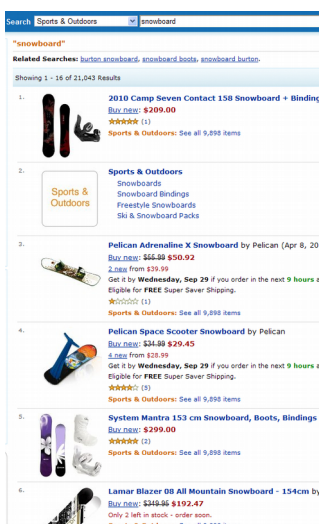 Search Sports & Outdoors snowboard
"snowboard"
Related Searches: burton snowboard, snowboard boots, snowboard burton.
Showing 1 - 16 of 21,043 Results
1.
2010 Camp Seven Contact 158 Snowboard + Binding
Buy new: $209.00
(1)
Sports & Outdoors: See all 9,898 items
2.
Sports & Outdoors
Sports & Outdoors
Snowboards
Snowboard Bindings
Freestyle Snowboards
Ski & Snowboard Packs
3.
Pelican Adrenaline X Snowboard by Pelican (Apr 8, 20
Buy new: $55.99 $50.92
2 new from $39.99
Get it by Wednesday, Sep 29 if you order in the next 9 hours a
Eligible for FREE Super Saver Shipping.
(1)
Sports & Outdoors: See all 9,898 items
4.
Pelican Space Scooter Snowboard by Pelican
Buy new: $34.99 $29.45
4 new from $28.99
Get it by Wednesday, Sep 29 if you order in the next 9 hours a
Eligible for FREE Super Saver Shipping.
(5)
Sports & Outdoors: See all 9,898 items
5.
System Mantra 153 cm Snowboard, Boots, Bindings
Buy new: $299.00
(2)
Sports & Outdoors: See all 9,898 items
6.
Lamar Blazer 08 All Mountain Snowboard - 154cm by
Buy new: $349.95 $192.47
Only 2 left in stock - order soon.